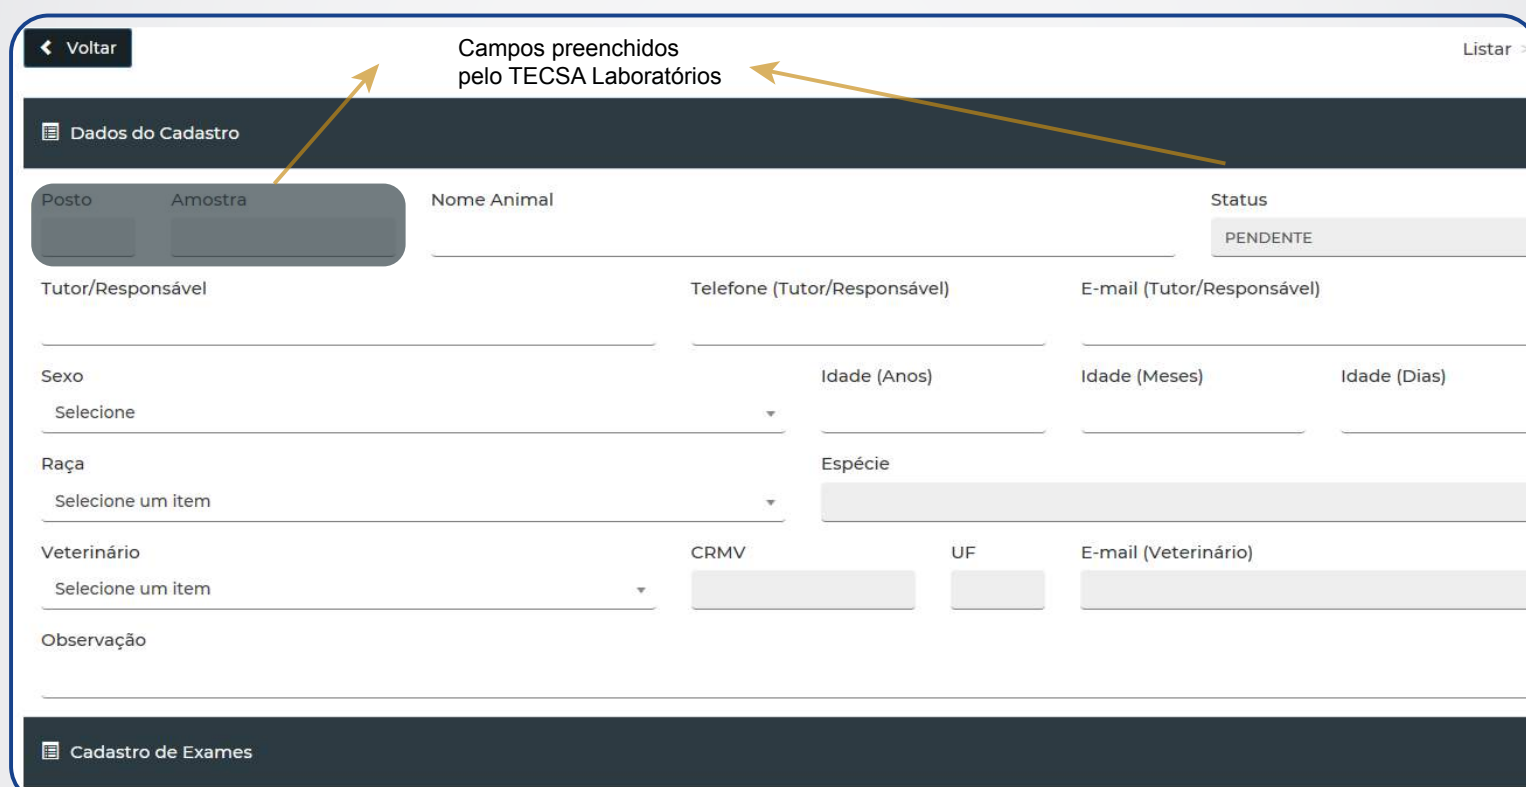 Voltar
Campos preenchidos
pelo TECSA Laboratórios
Listar
Dados do Cadastro
Posto Amostra Nome Animal Status
PENDENTE
Tutor/Responsável Telefone (Tutor/Responsável) E-mail (Tutor/Responsável)
Sexo Idade (Anos) Idade (Meses) Idade (Dias)
Selecione
Raça Espécie
Selecione um item
Veterinário CRMV UF E-mail (Veterinário)
Selecione um item
Observação
Cadastro de Exames